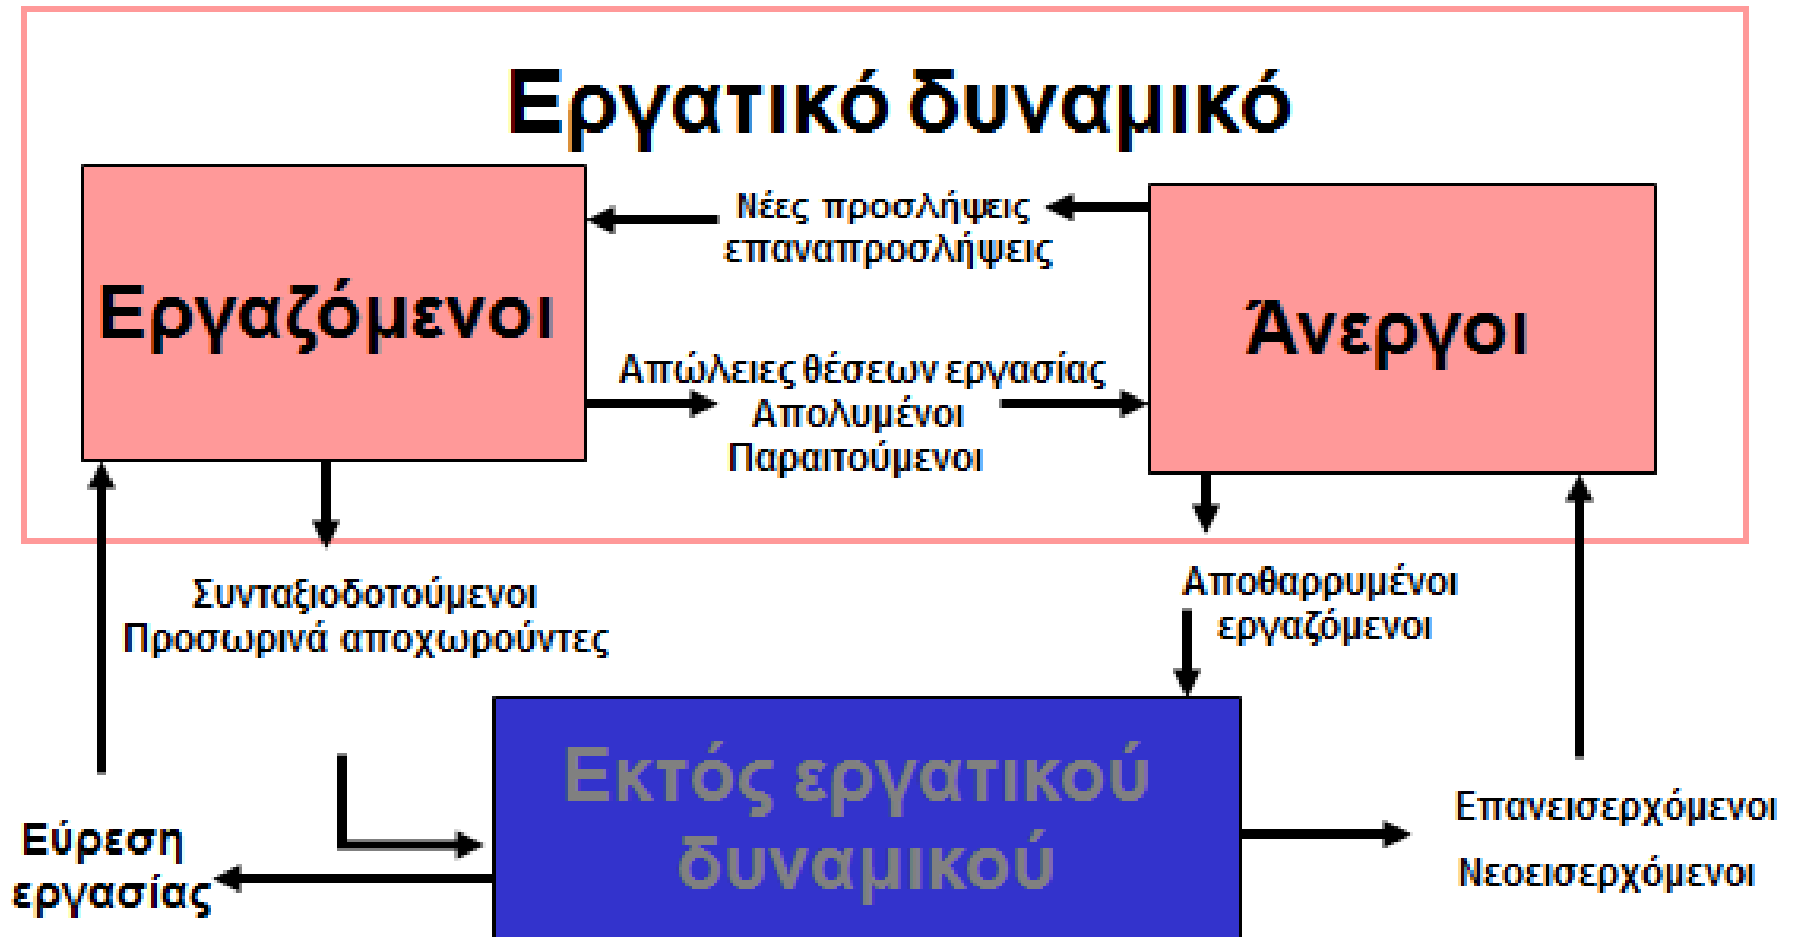 Εργατικό δυναμικό
Εργαζόμενοι
Νέες προσλήψεις
επαναπροσλήψεις
Άνεργοι
Απώλειες θέσεων εργασίας
Απολυμένοι
Παραιτούμενοι
Συνταξιοδοτούμενοι
Προσωρινά αποχωρούντες
Αποθαρρυμένοι
εργαζόμενοι
Εκτός εργατικού
δυναμικού
Εύρεση
εργασίας
Επανεισερχόμενοι
Νεοεισερχόμενοι